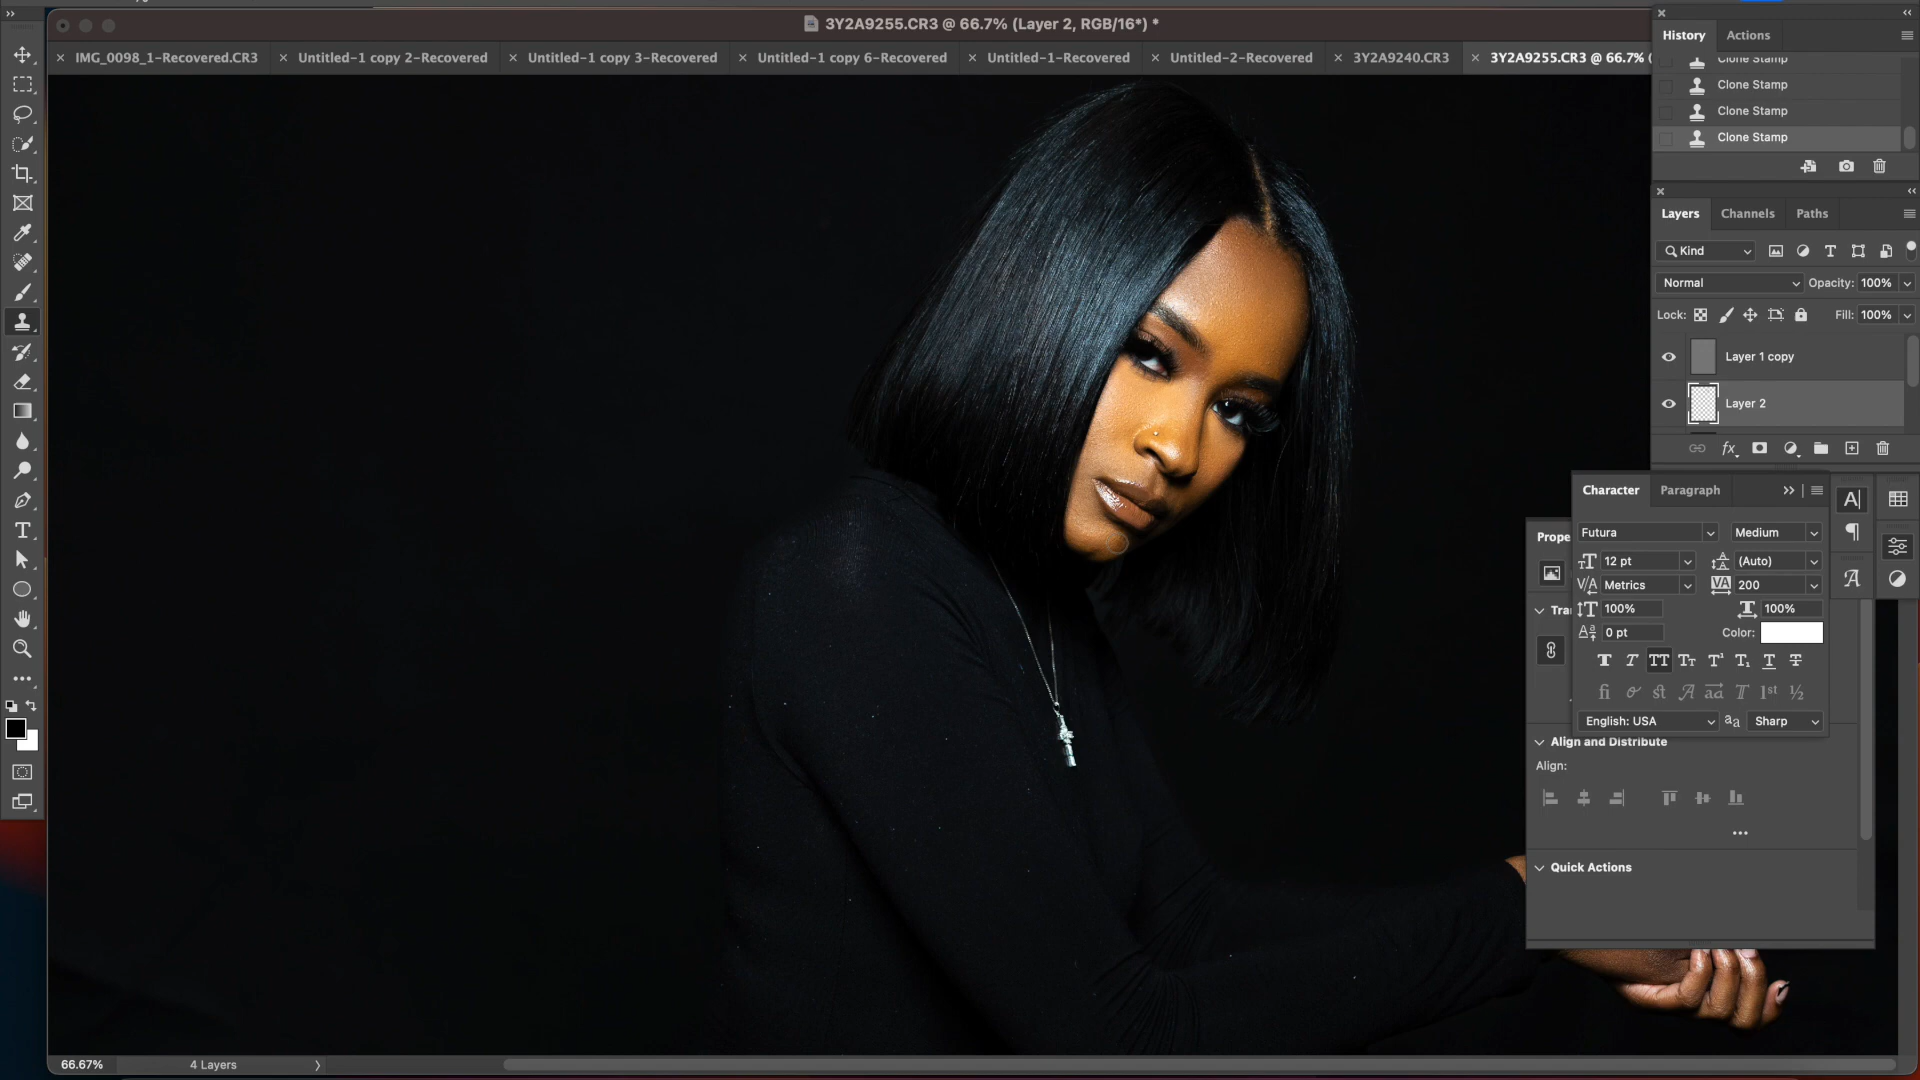 3Y2A9255.CR3 @ 66.7% (Layer 2, RGB/16*) *
IMG_0098_1-Recovered.CR3
Untitled-1 copy 2-Recovered
Untitled-1 copy 3-Recovered
Untitled-1 copy 6-Recovered
Untitled-1-Recovered
Untitled-2-Recovered
3Y2A9240.CR3
3Y2A9255.CR3 @ 66.7% (
History
Actions
Clone Stamp
Clone Stamp
Clone Stamp
Clone Stamp
Layers
Channels
Paths
Kind
Normal
Opacity: 100%
Lock:
Fill: 100%
Layer 1 copy
Layer 2
fx
Character
Paragraph
Prope
Futura
Medium
12 pt
(Auto)
Metrics
200
Tra
100%
100%
0 pt
Color:
English: USA
Sharp
Align and Distribute
Align:
Quick Actions
66.67%
4 Layers